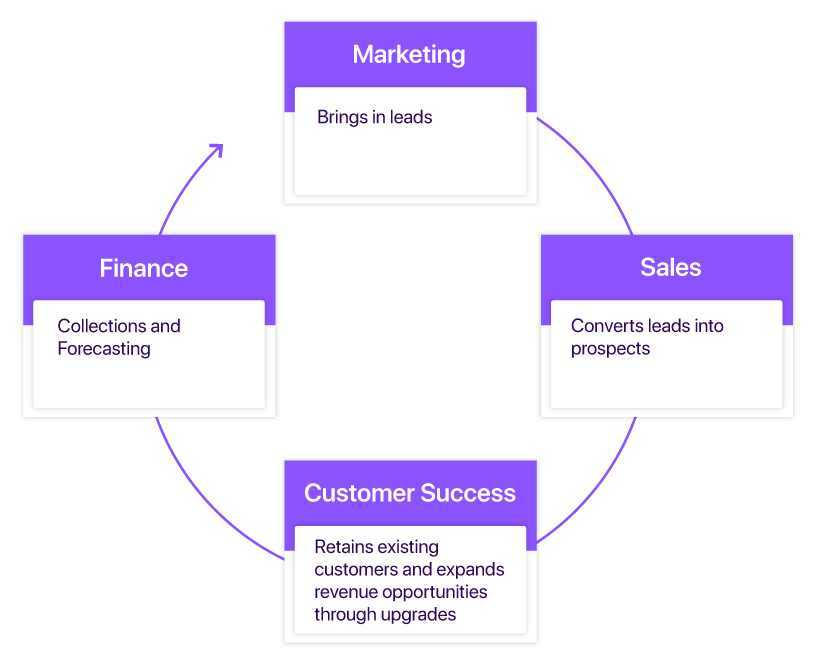 Marketing
Brings in leads
Sales
Converts leads into
prospects
Customer Success
Retains existing
customers and expands
revenue opportunities
through upgrades
Finance
Collections and
Forecasting